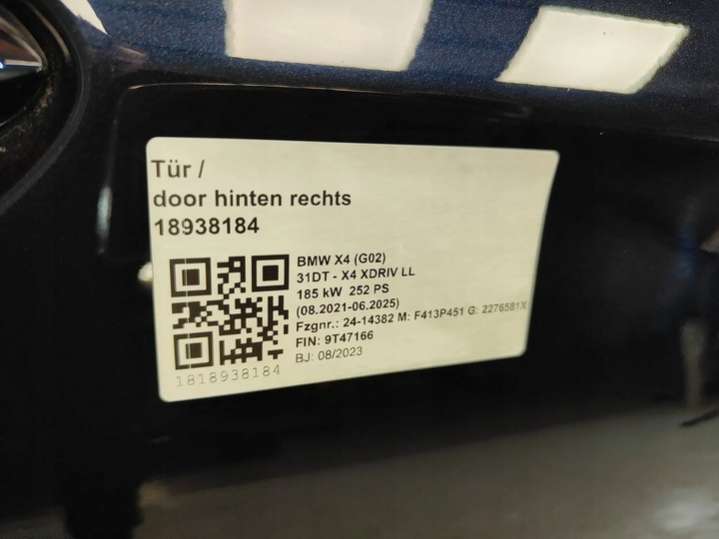 Tür /
door hinten rechts
18938184
BMW X4 (G02)
31DT - X4 XDRIV LL
185 kW 252 PS
(08.2021-06.2025)
Fzgnr.: 24-14382 M: F413P451 G: 2276581X
FIN: 9T47166
BJ: 08/2023
1818938184